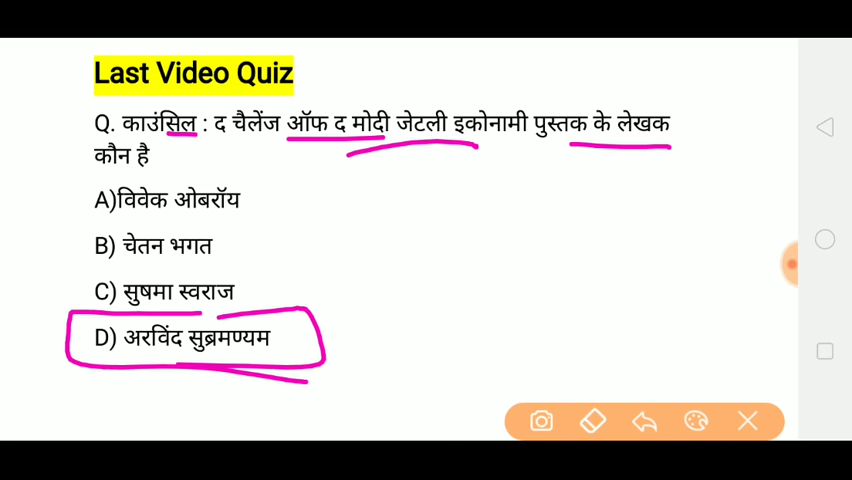 Last Video Quiz
Q. काउंसिल : द चैलेंज ऑफ द मोदी जेटली इकोनामी पुस्तक के लेखक
कौन है
A)विवेक ओबरॉय
B) चेतन भगत
C) सुषमा स्वराज
D) अरविंद सुब्रमण्यम